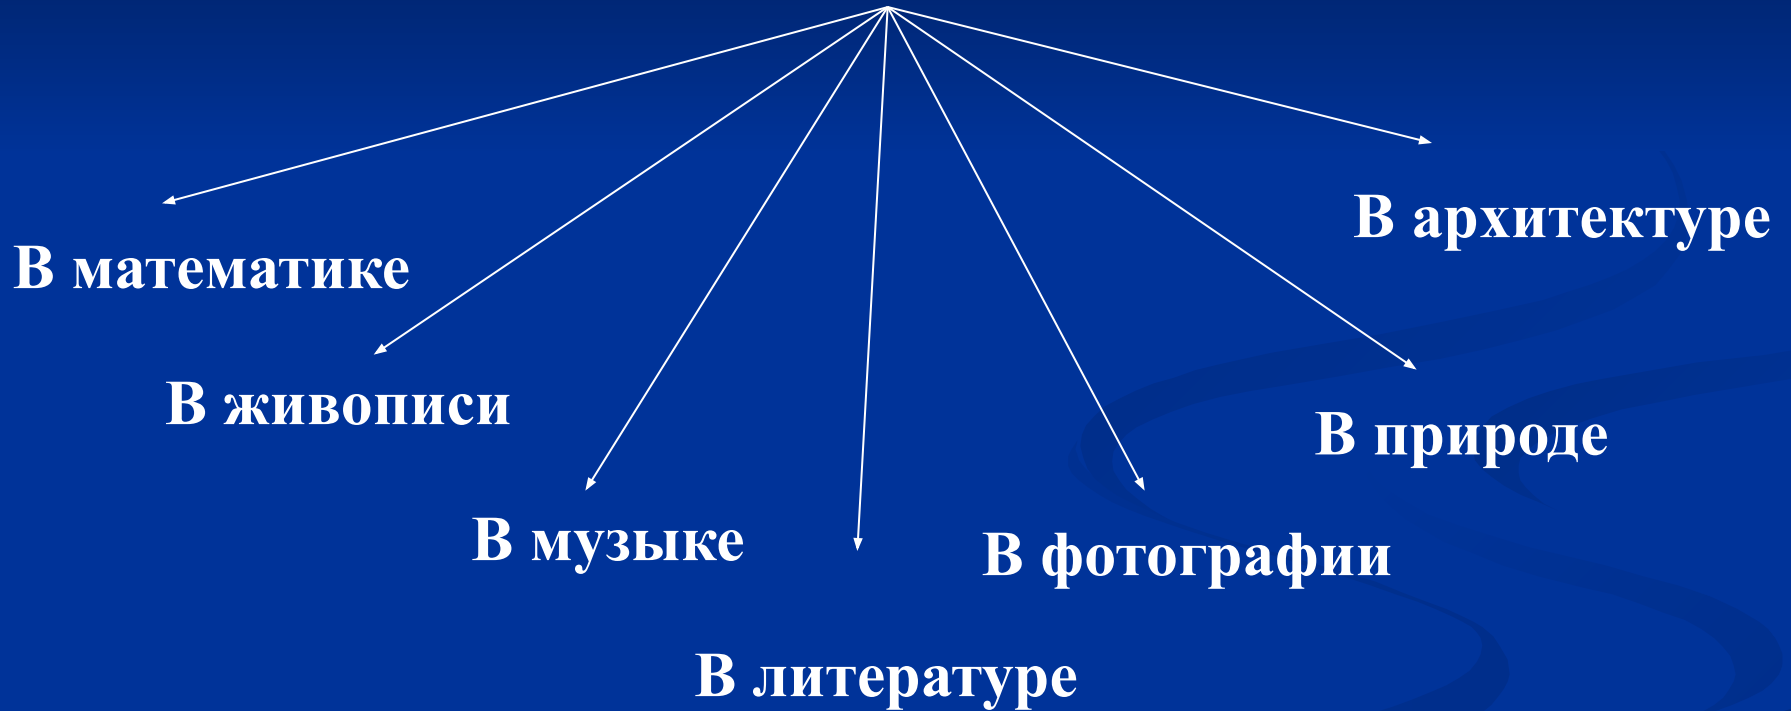 В архитектуре
В математике
В живописи
В природе
В музыке
В фотографии
В литературе